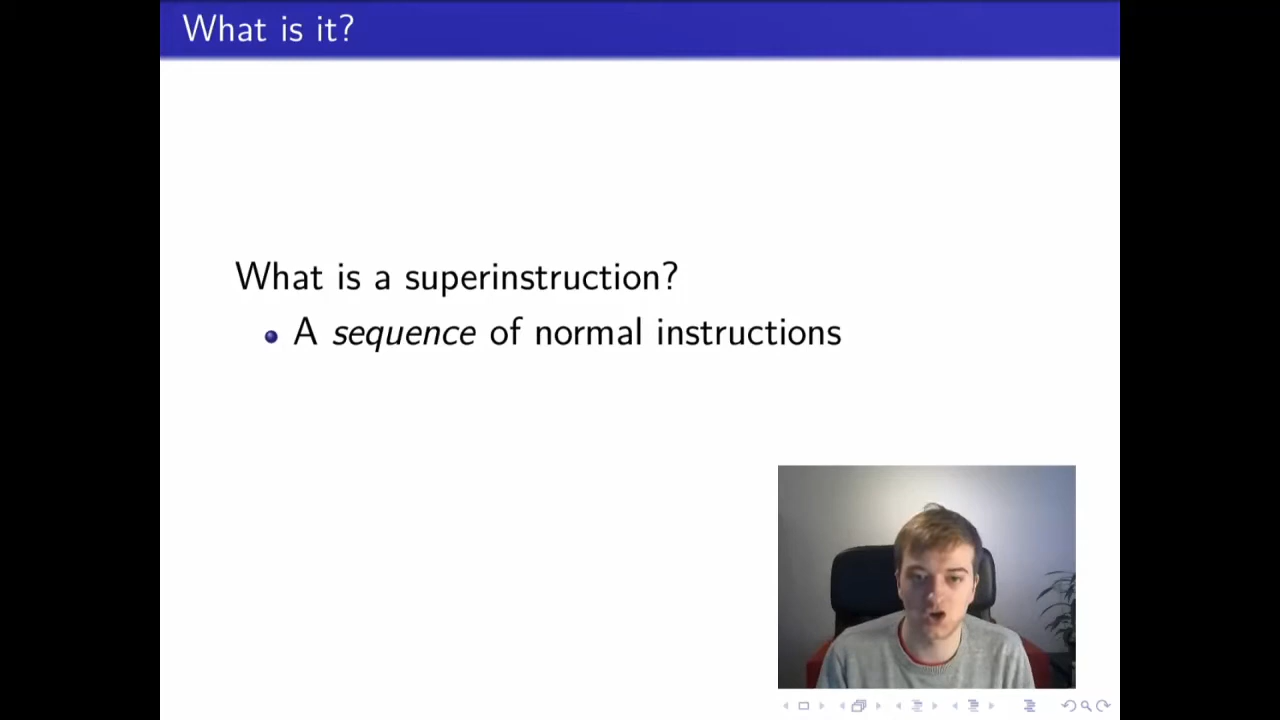 What is it?
What is a superinstruction?
A sequence of normal instructions